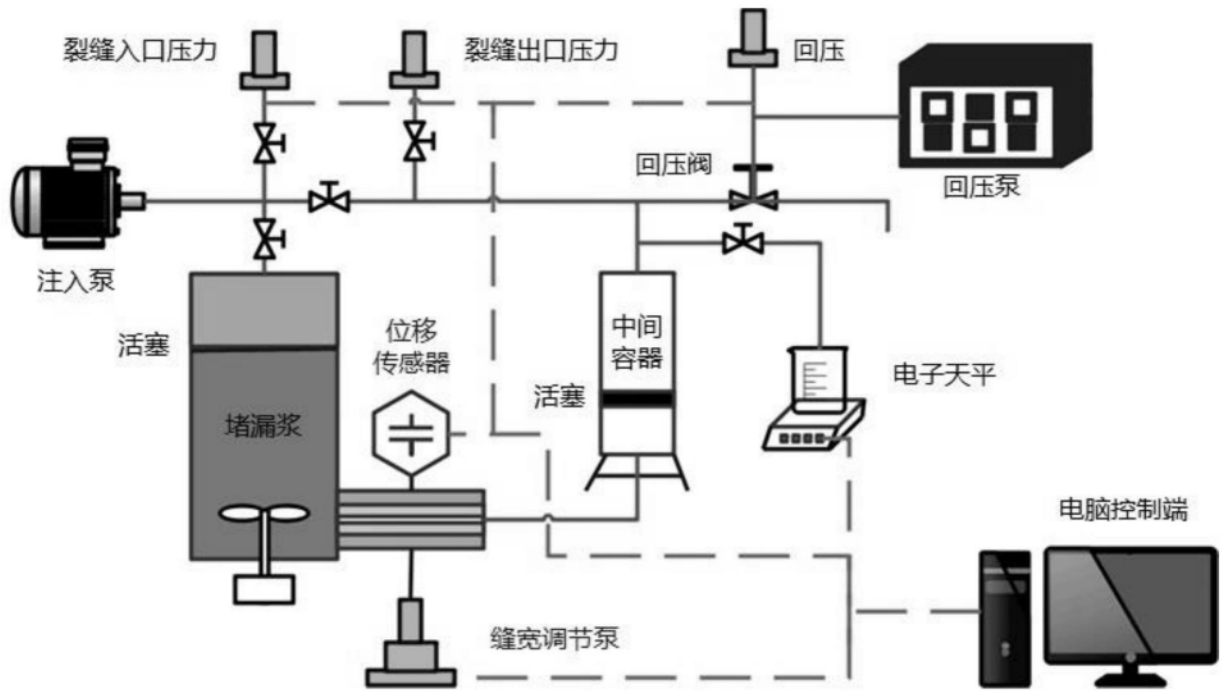 裂缝入口压力
裂缝出口压力
回压
回压阀
回压泵
注入泵
活塞
位移
传感器
中间
容器
活塞
电子天平
堵漏浆
电脑控制端
缝宽调节泵